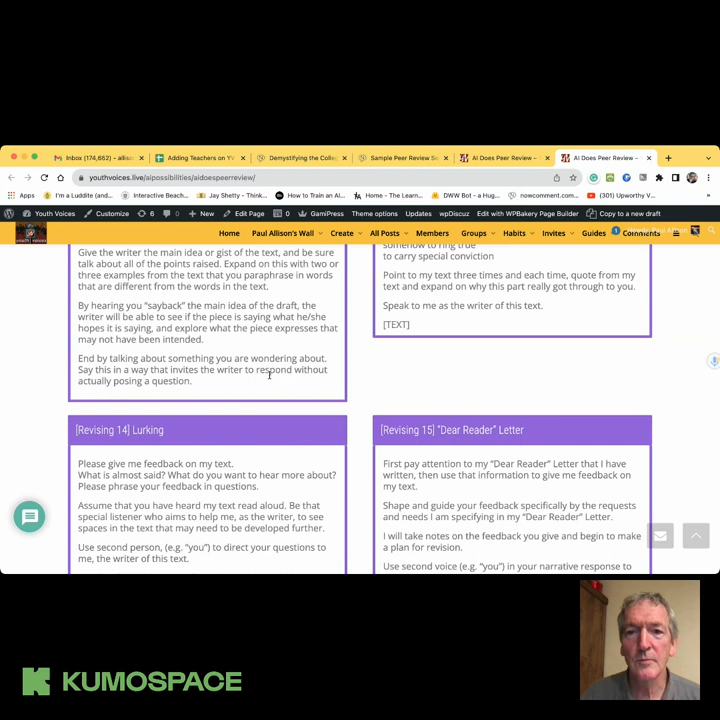 Inbox (174,662) - alliso
Adding Teachers on YV
Demystifying the Colle
Sample Peer Review Se
AI Does Peer Review –
AI Does Peer Review –
youthvoices.live/aipossibilities/aidoespeerreview/
Apps
I'm a Luddite (and...
Interactive Beach...
Jay Shetty - Think...
How to Train an AI...
Home - The Learn...
DWW Bot - a Hug...
nowcomment.com
(301) Upworthy V...
Youth Voices
Customize
6
0
New
Edit Page
GamiPress
Theme options
Updates
wpDiscuz
Edit with WPBakery Page Builder
Copy to a new draft
Home
Paul Allison's Wall
Create
All Posts
Members
Groups
Habits
Invites
Guides
Comments
Give the writer the main idea or gist of the text, and be sure
talk about all of the points raised. Expand on this with two or
three examples from the text that you paraphrase in words
that are different from the words in the text.
By hearing you “sayback” the main idea of the draft, the
writer will be able to see if the piece is saying what he/she
hopes it is saying, and explore what the piece expresses that
may not have been intended.
End by talking about something you are wondering about.
Say this in a way that invites the writer to respond without
actually posing a question.
somehow to ring true
to carry special conviction
Point to my text three times and each time, quote from my
text and expand on why this part really got through to you.
Speak to me as the writer of this text.
[TEXT]
[Revising 14] Lurking
Please give me feedback on my text.
What is almost said? What do you want to hear more about?
Please phrase your feedback in questions.
Assume that you have heard my text read aloud. Be that
special listener who aims to help me, as the writer, to see
spaces in the text that may need to be developed further.
Use second person, (e.g. “you”) to direct your questions to
me, the writer of this text.
[Revising 15] “Dear Reader” Letter
First pay attention to my “Dear Reader” Letter that I have
written, then use that information to give me feedback on
my text.
Shape and guide your feedback specifically by the requests
and needs I am specifying in my “Dear Reader” Letter.
I will take notes on the feedback you give and begin to make
a plan for revision.
Use second voice (e.g. “you”) in your narrative response to
KUMOSPACE